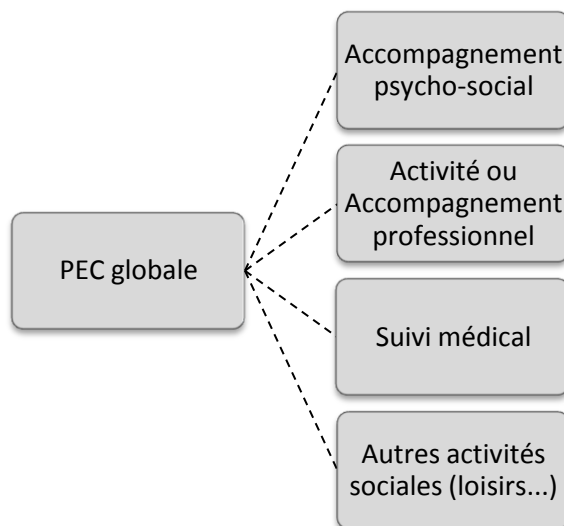 PEC globale
Accompagnement
psycho-social
Activité ou
Accompagnement
professionnel
Suivi médical
Autres activités
sociales (loisirs...)